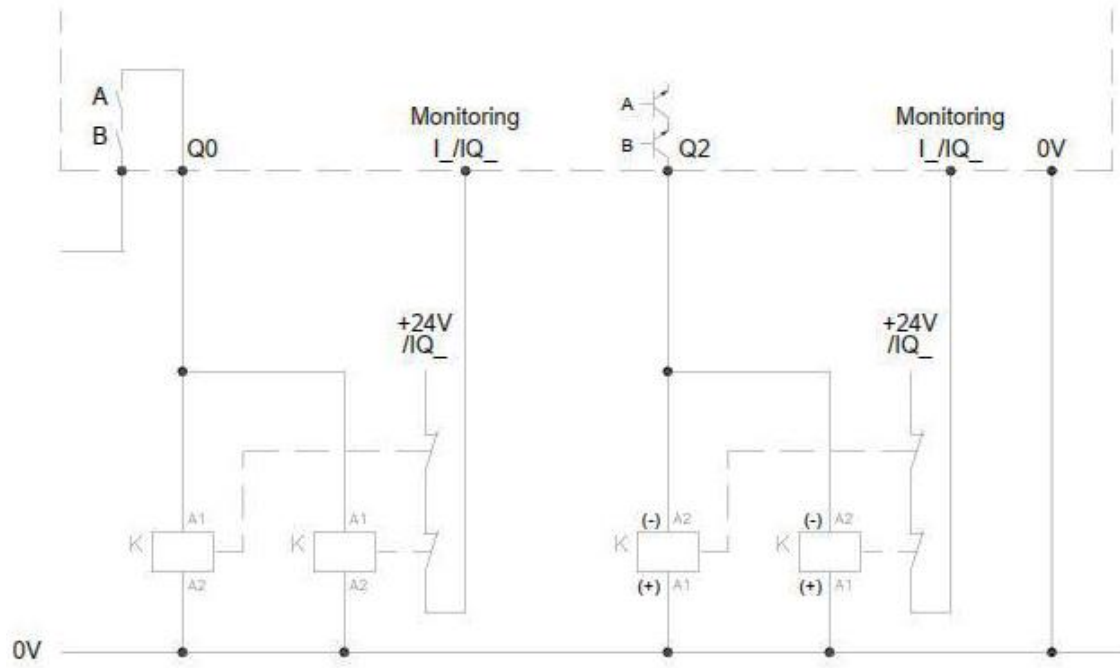 A
B
Q0
Monitoring
I_/IQ_
A
B
Q2
Monitoring
I_/IQ_
0V
+24V
/IQ_
+24V
/IQ_
K
A1
A2
K
A1
A2
K
(-) A2
(+) A1
K
(-) A2
(+) A1
0V